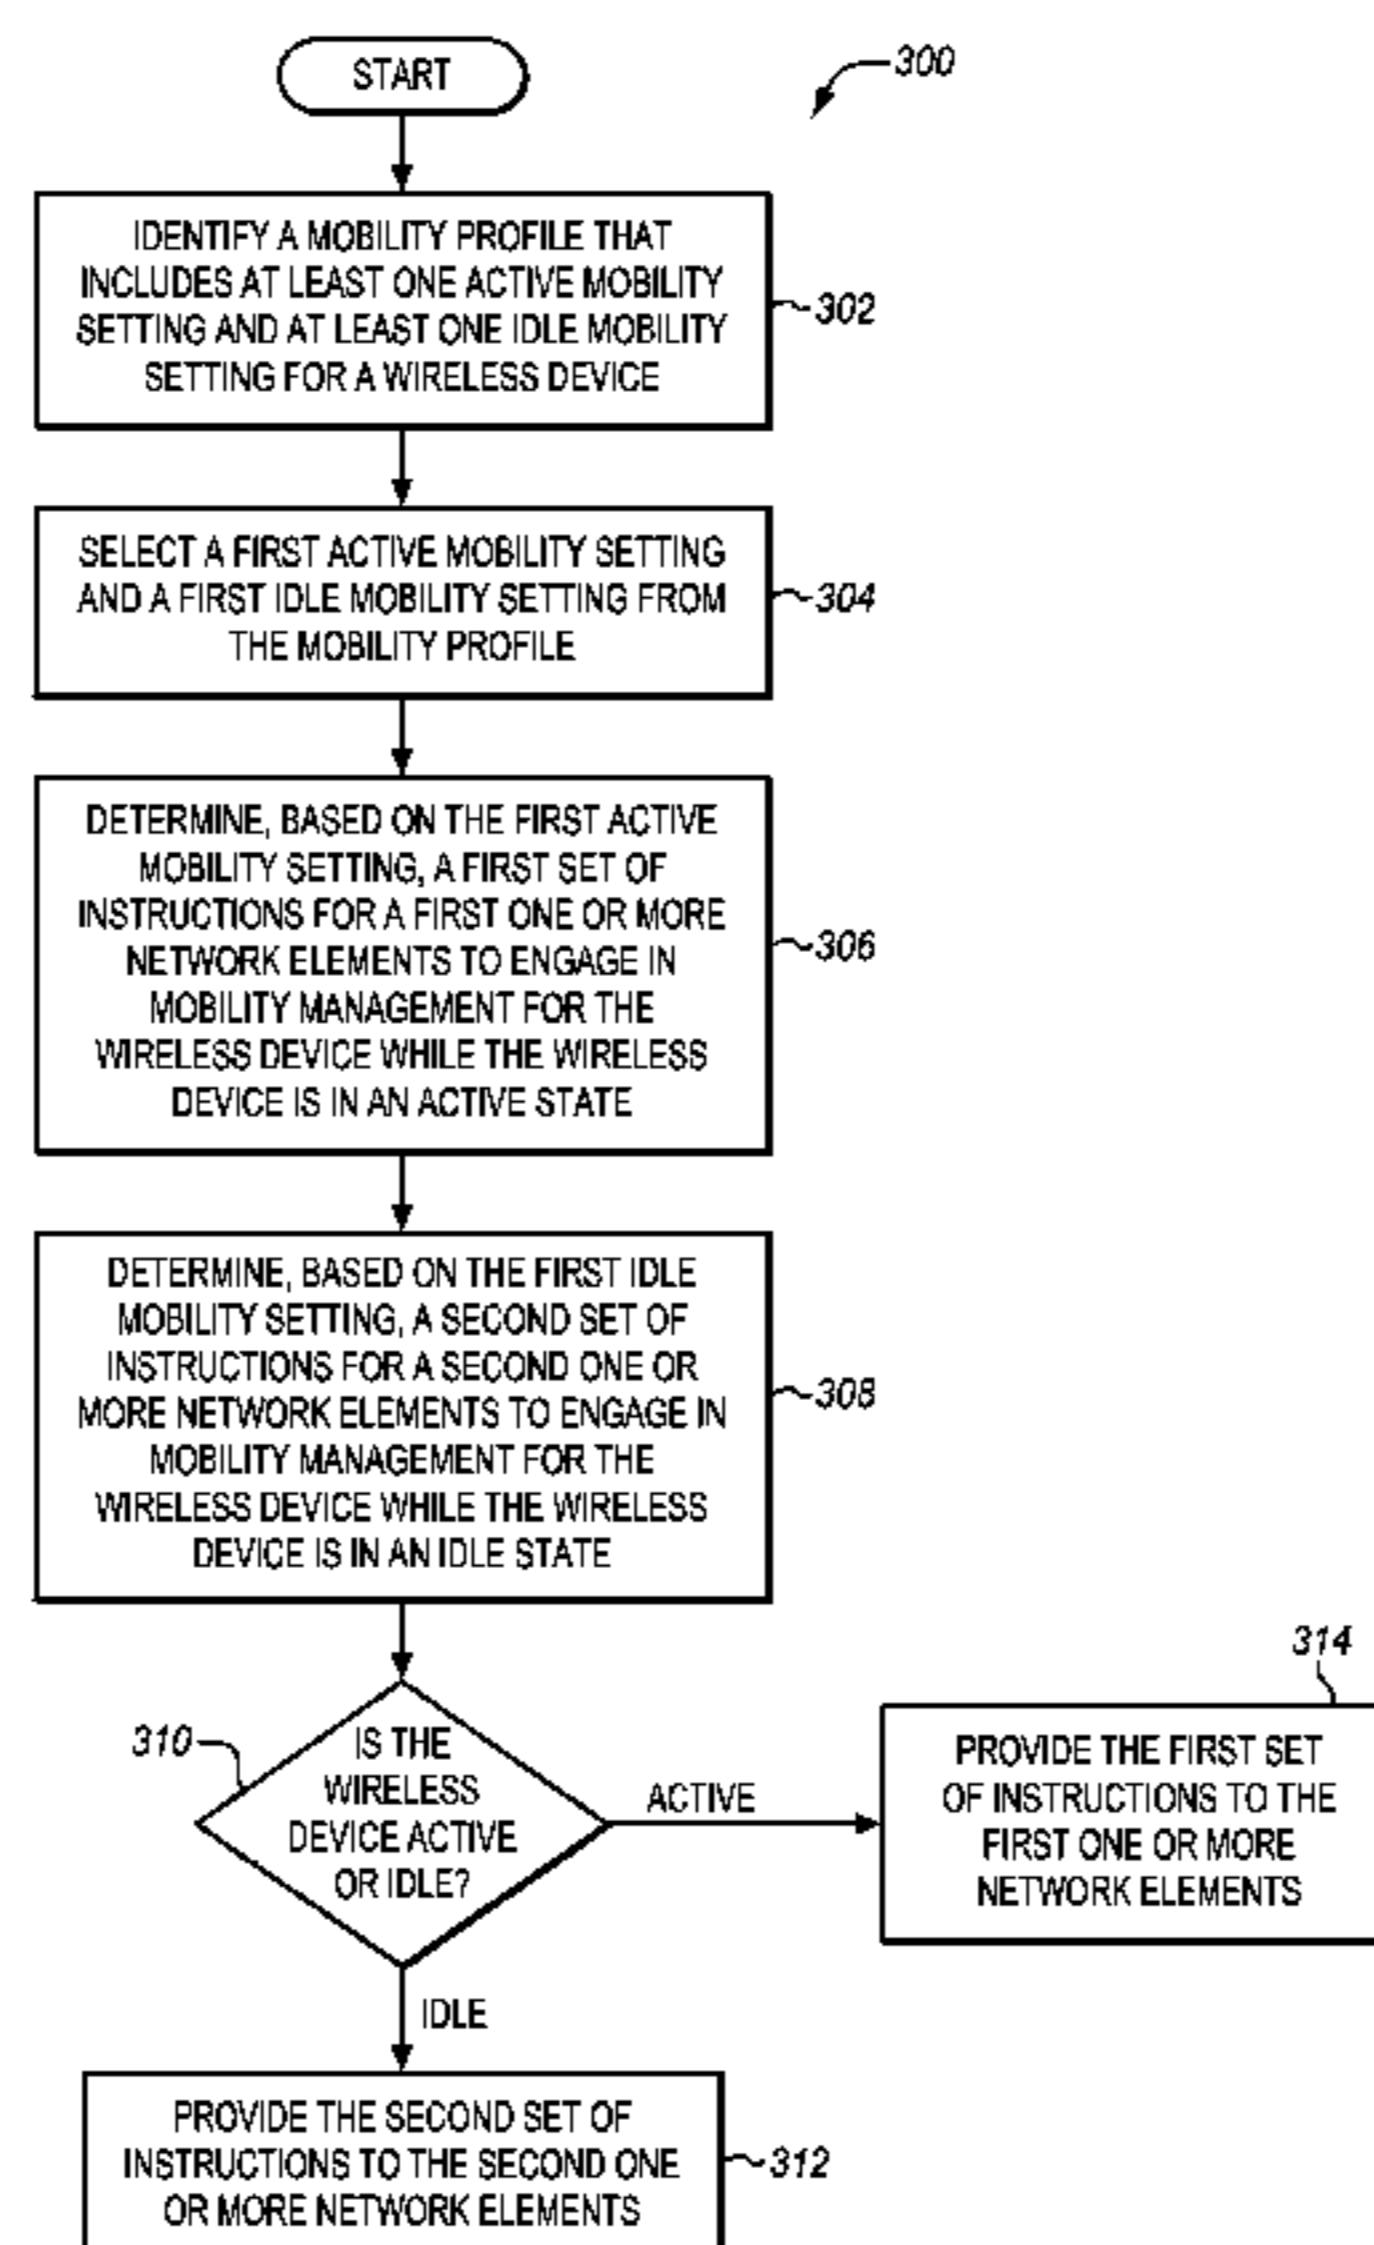 START
300
IDENTIFY A MOBILITY PROFILE THAT
INCLUDES AT LEAST ONE ACTIVE MOBILITY
SETTING AND AT LEAST ONE IDLE MOBILITY
SETTING FOR A WIRELESS DEVICE
302
SELECT A FIRST ACTIVE MOBILITY SETTING
AND A FIRST IDLE MOBILITY SETTING FROM
THE MOBILITY PROFILE
304
DETERMINE, BASED ON THE FIRST ACTIVE
MOBILITY SETTING, A FIRST SET OF
INSTRUCTIONS FOR A FIRST ONE OR MORE
NETWORK ELEMENTS TO ENGAGE IN
MOBILITY MANAGEMENT FOR THE
WIRELESS DEVICE WHILE THE WIRELESS
DEVICE IS IN AN ACTIVE STATE
306
DETERMINE, BASED ON THE FIRST IDLE
MOBILITY SETTING, A SECOND SET OF
INSTRUCTIONS FOR A SECOND ONE OR
MORE NETWORK ELEMENTS TO ENGAGE IN
MOBILITY MANAGEMENT FOR THE
WIRELESS DEVICE WHILE THE WIRELESS
DEVICE IS IN AN IDLE STATE
308
310
IS THE
WIRELESS
DEVICE ACTIVE
OR IDLE?
ACTIVE
314
PROVIDE THE FIRST SET
OF INSTRUCTIONS TO THE
FIRST ONE OR MORE
NETWORK ELEMENTS
IDLE
PROVIDE THE SECOND SET OF
INSTRUCTIONS TO THE SECOND ONE
OR MORE NETWORK ELEMENTS
312